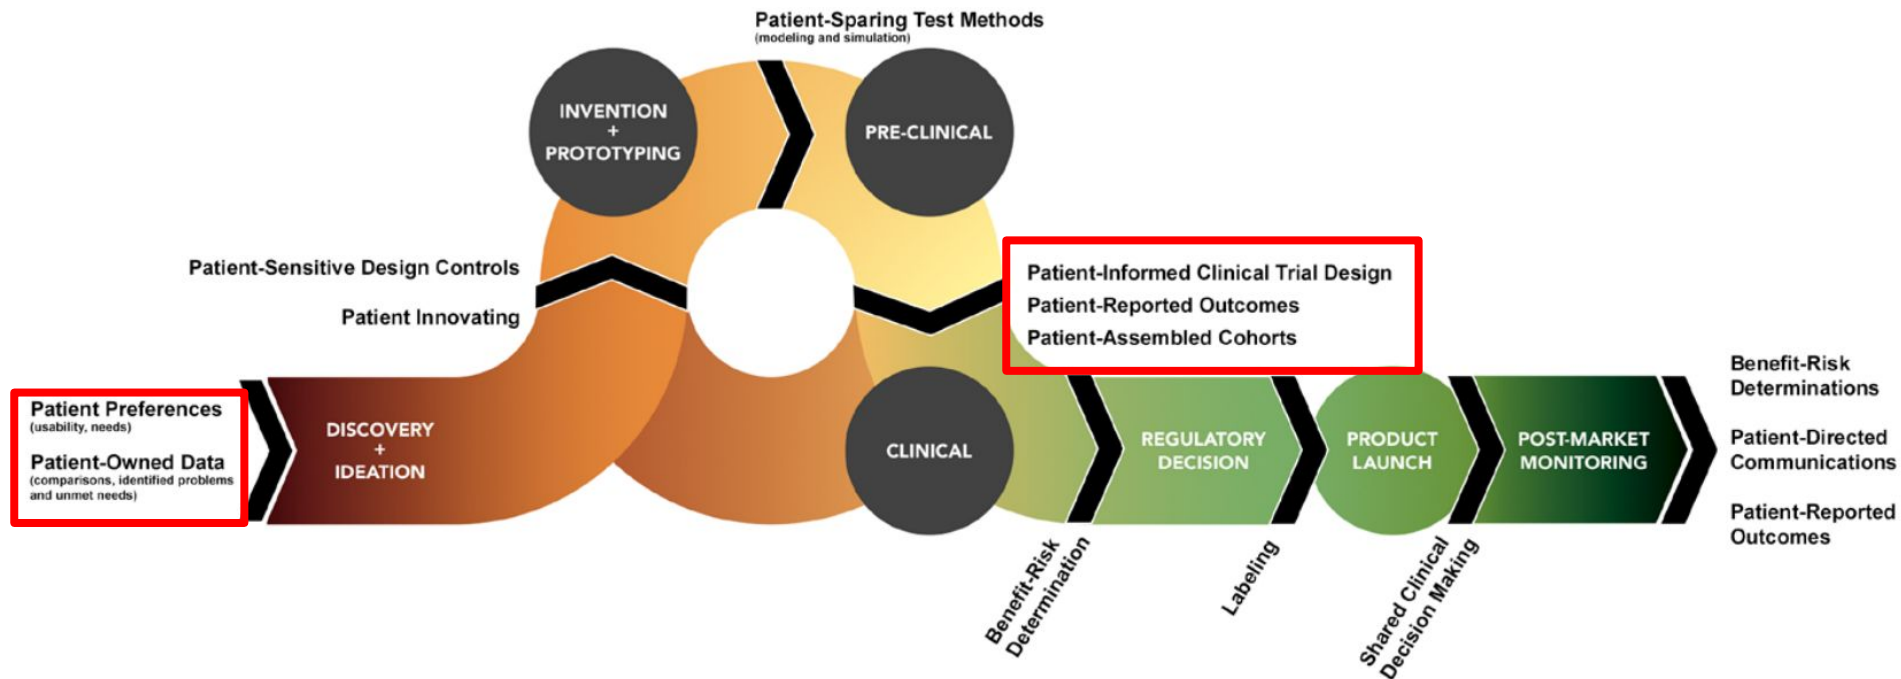 Patient-Sparing Test Methods
(modeling and simulation)
INVENTION
+
PROTOTYPING
PRE-CLINICAL
Patient-Sensitive Design Controls
Patient Innovating
Patient-Informed Clinical Trial Design
Patient-Reported Outcomes
Patient-Assembled Cohorts
Patient Preferences
(usability, needs)
Patient-Owned Data
(comparisons, identified problems
and unmet needs)
DISCOVERY
+
IDEATION
CLINICAL
REGULATORY
DECISION
PRODUCT
LAUNCH
POST-MARKET
MONITORING
Benefit-Risk
Determinations
Patient-Directed
Communications
Patient-Reported
Outcomes
Benefit-Risk
Determination
Labeling
Shared Clinical
Decision Making